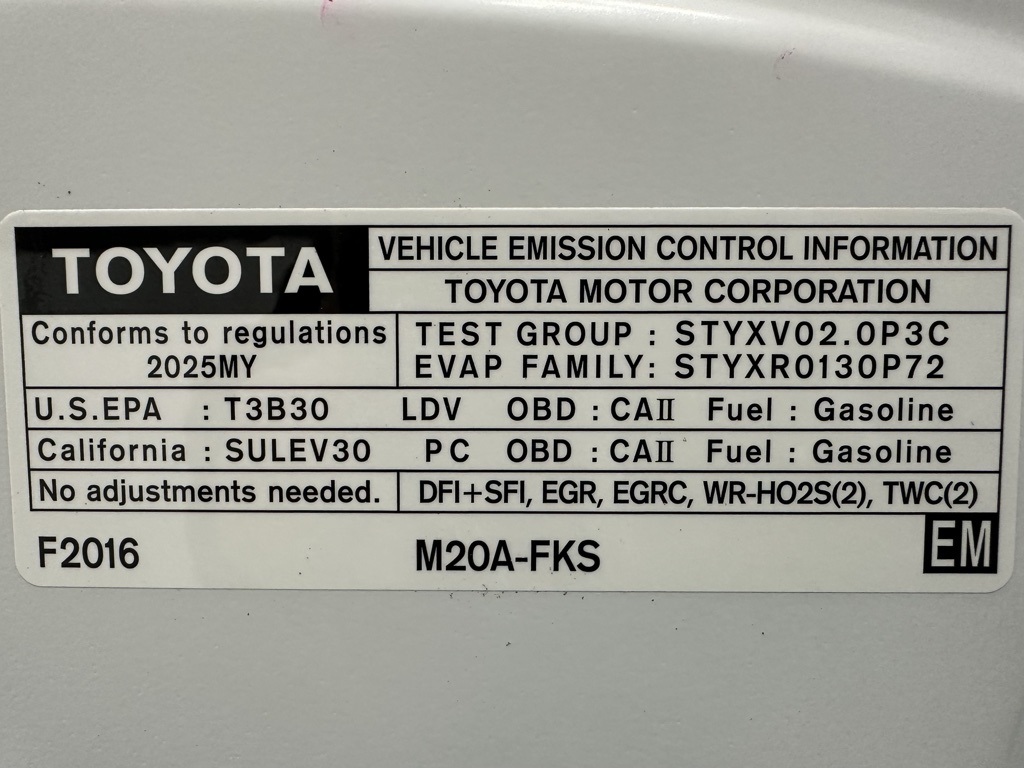 TOYOTA
VEHICLE EMISSION CONTROL INFORMATION
TOYOTA MOTOR CORPORATION
Conforms to regulations
2025MY
TEST GROUP : STYXV02.0P3C
EVAP FAMILY: STYXR0130P72
U.S.EPA : T3B30 LDV OBD : CAⅡ Fuel : Gasoline
California : SULEV30 PC OBD : CAⅡ Fuel : Gasoline
No adjustments needed. DFI+SFI, EGR, EGRC, WR-HO2S(2), TWC(2)
F2016 M20A-FKS EM